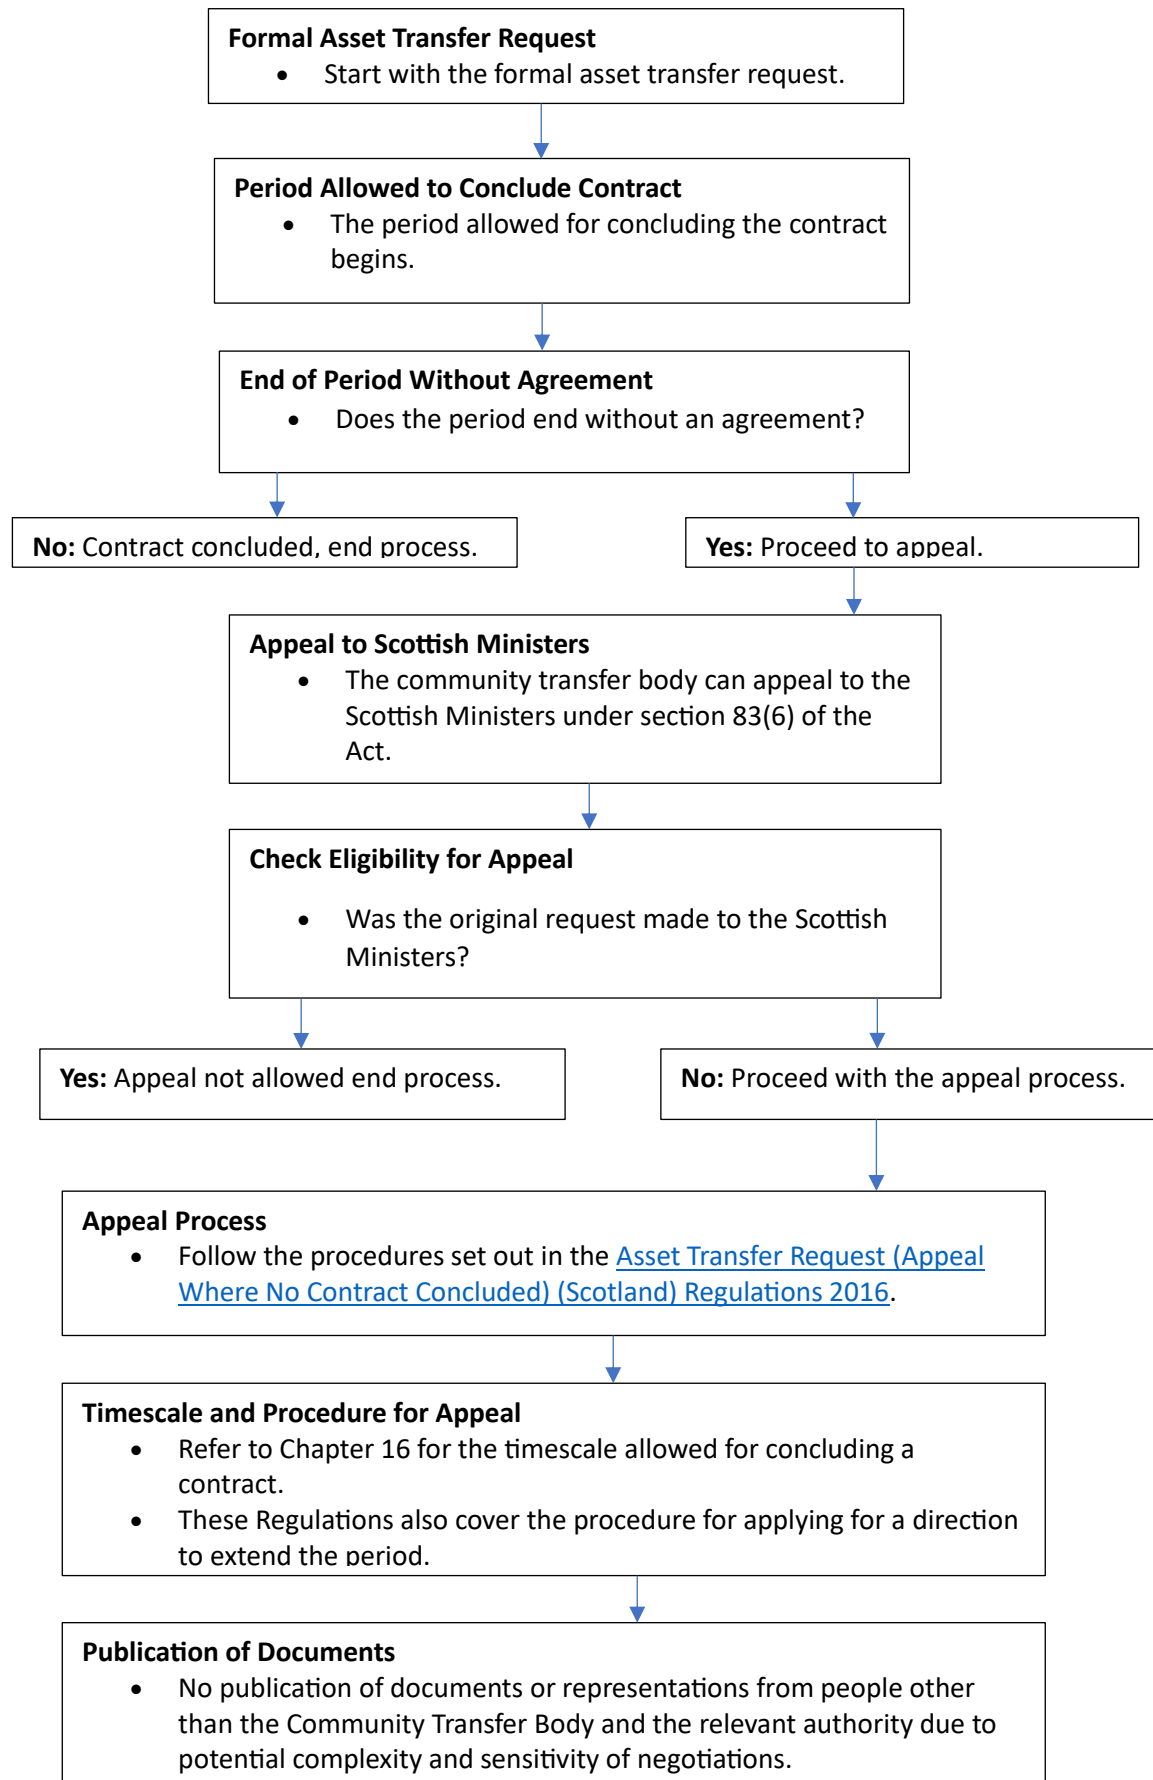 Formal Asset Transfer Request
• Start with the formal asset transfer request.
Period Allowed to Conclude Contract
• The period allowed for concluding the contract
begins.
End of Period Without Agreement
• Does the period end without an agreement?
No: Contract concluded, end process.
Yes: Proceed to appeal.
Appeal to Scottish Ministers
• The community transfer body can appeal to the
Scottish Ministers under section 83(6) of the
Act.
Check Eligibility for Appeal
• Was the original request made to the Scottish
Ministers?
Yes: Appeal not allowed end process.
No: Proceed with the appeal process.
Appeal Process
• Follow the procedures set out in the Asset Transfer Request (Appeal
Where No Contract Concluded) (Scotland) Regulations 2016.
Timescale and Procedure for Appeal
• Refer to Chapter 16 for the timescale allowed for concluding a
contract.
• These Regulations also cover the procedure for applying for a direction
to extend the period.
Publication of Documents
• No publication of documents or representations from people other
than the Community Transfer Body and the relevant authority due to
potential complexity and sensitivity of negotiations.